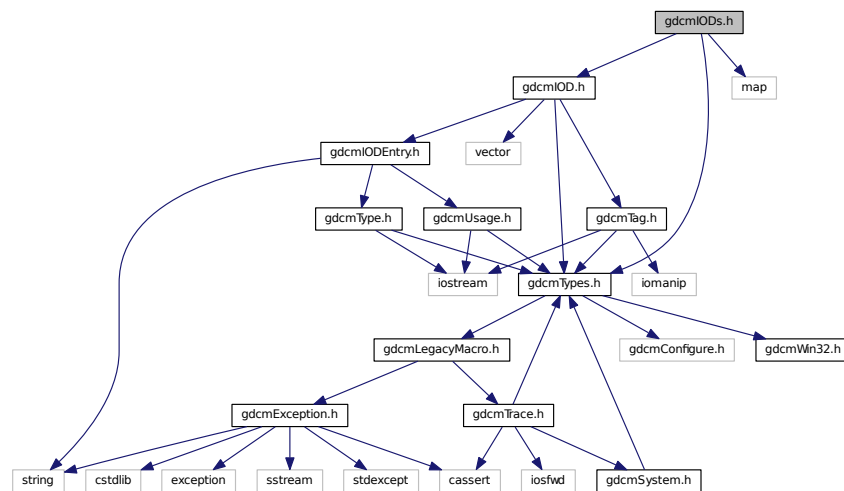 gdcmIODs.h
gdcmIOD.h
map
gdcmIODEntry.h
vector
gdcmType.h
gdcmUsage.h
gdcmTag.h
iostream
gdcmTypes.h
iomanip
gdcmLegacyMacro.h
gdcmConfigure.h
gdcmWin32.h
gdcmException.h
gdcmTrace.h
string
cstdlib
exception
sstream
stdexcept
cassert
iosfwd
gdcmSystem.h